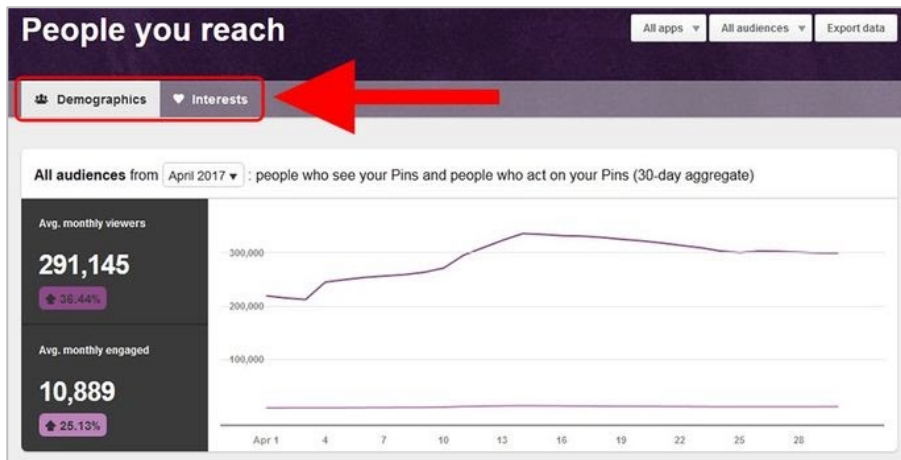 People you reach
All apps
All audiences
Export data
Demographics
Interests
All audiences from April 2017 : people who see your Pins and people who act on your Pins (30-day aggregate)
Avg. monthly viewers
291,145
36.44%
Avg. monthly engaged
10,889
25.13%
300,000
200,000
100,000
Apr 1 4 7 10 13 16 19 22 25 28